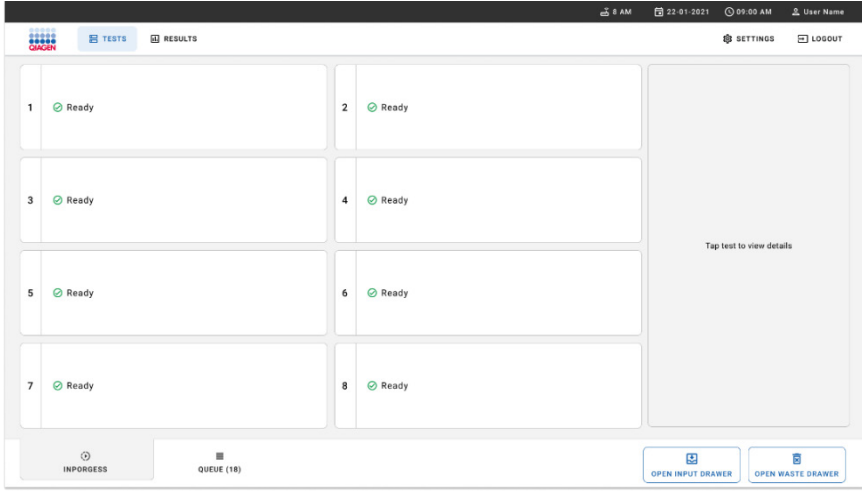 8 AM 22-01-2021 09:00 AM User Name
QIAGEN TESTS RESULTS SETTINGS LOGOUT
1 Ready 2 Ready
3 Ready 4 Ready
Tap test to view details
5 Ready 6 Ready
7 Ready 8 Ready
INPORGESS QUEUE (18) OPEN INPUT DRAWER OPEN WASTE DRAWER